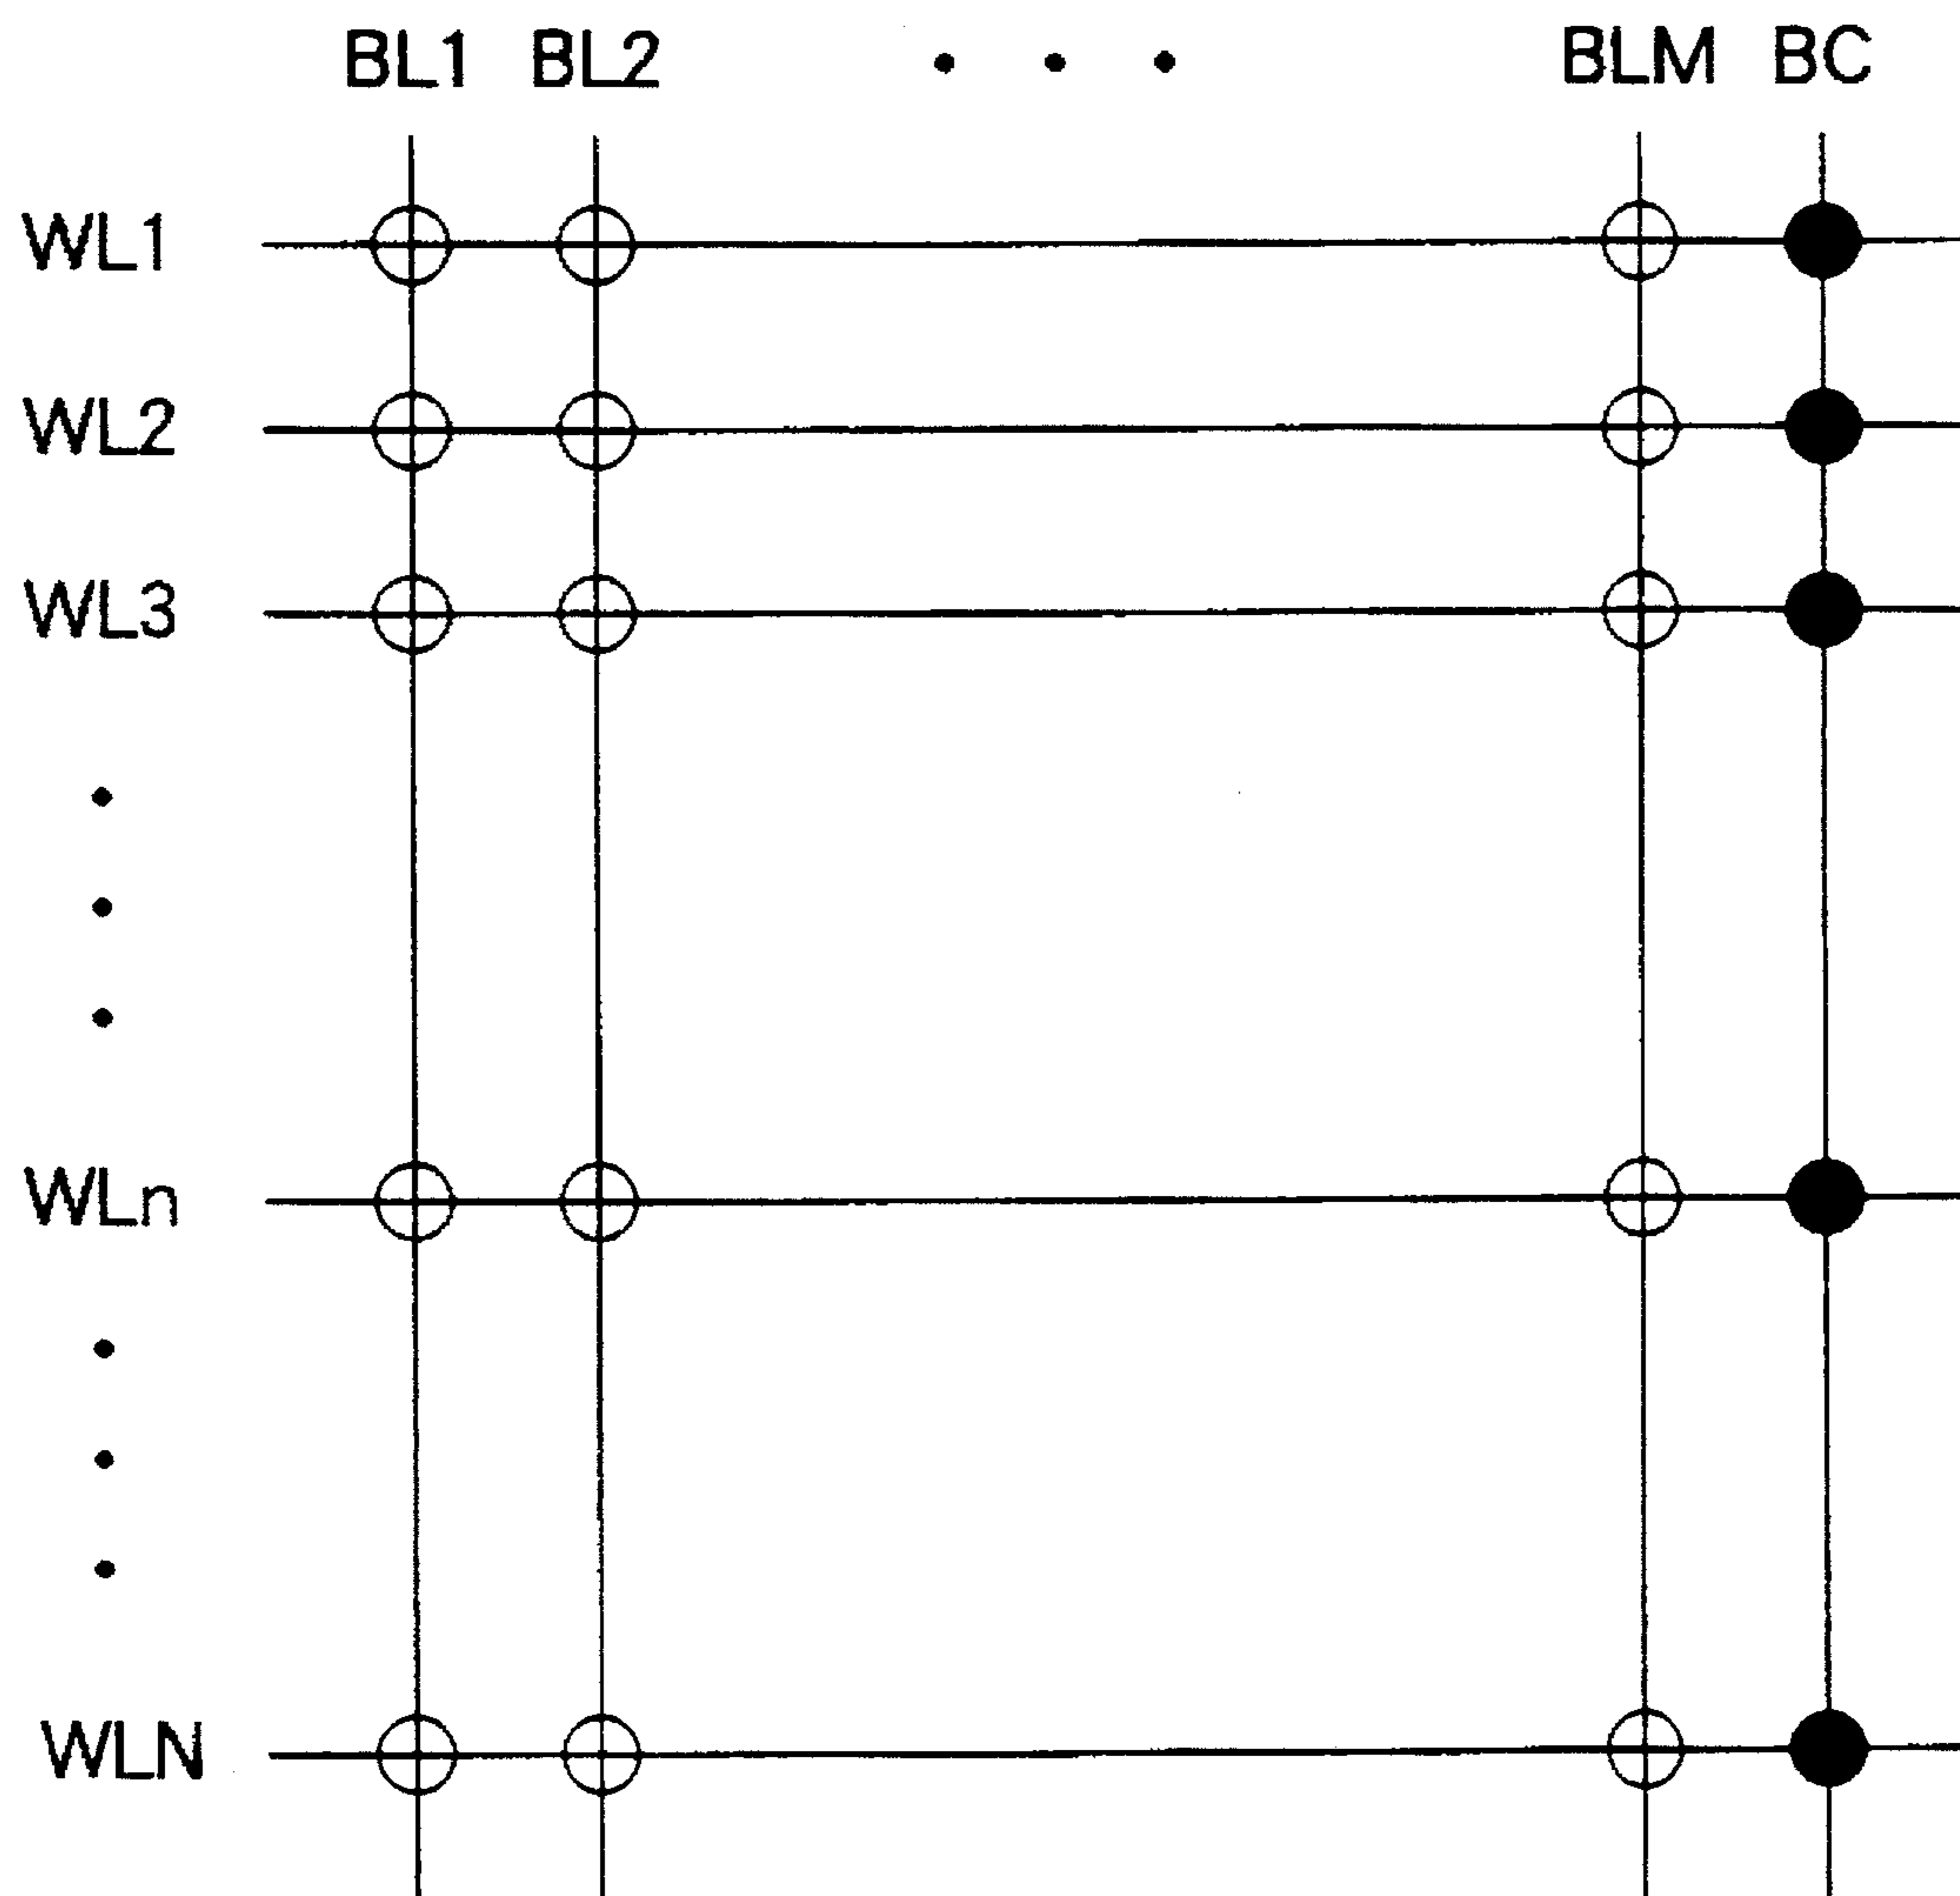 BL1 BL2 . . . BLM BC
WL1
WL2
WL3
.
.
.
WLn
.
.
.
WLN